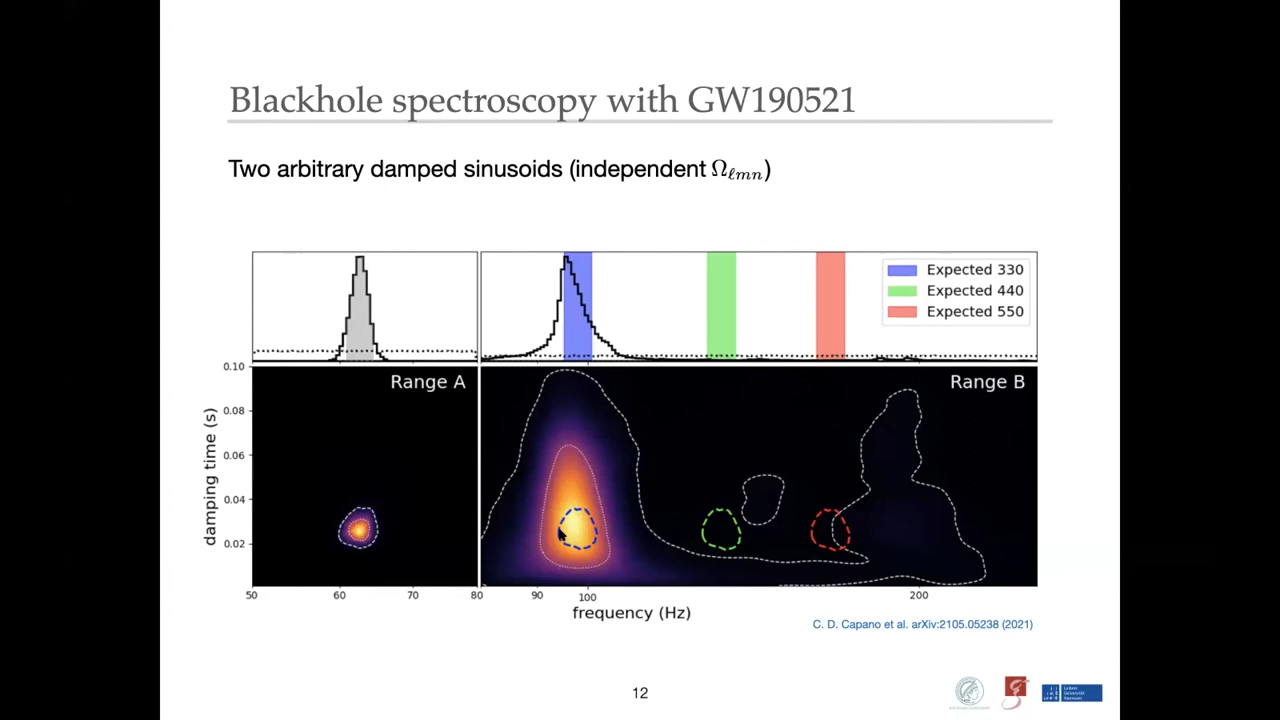 Blackhole spectroscopy with GW190521
Two arbitrary damped sinusoids (independent Ωℓmn)
Expected 330
Expected 440
Expected 550
Range A
Range B
0.10
0.08
0.06
0.04
0.02
damping time (s)
50
60
70
80
90
100
200
frequency (Hz)
C. D. Capano et al. arXiv:2105.05238 (2021)
12